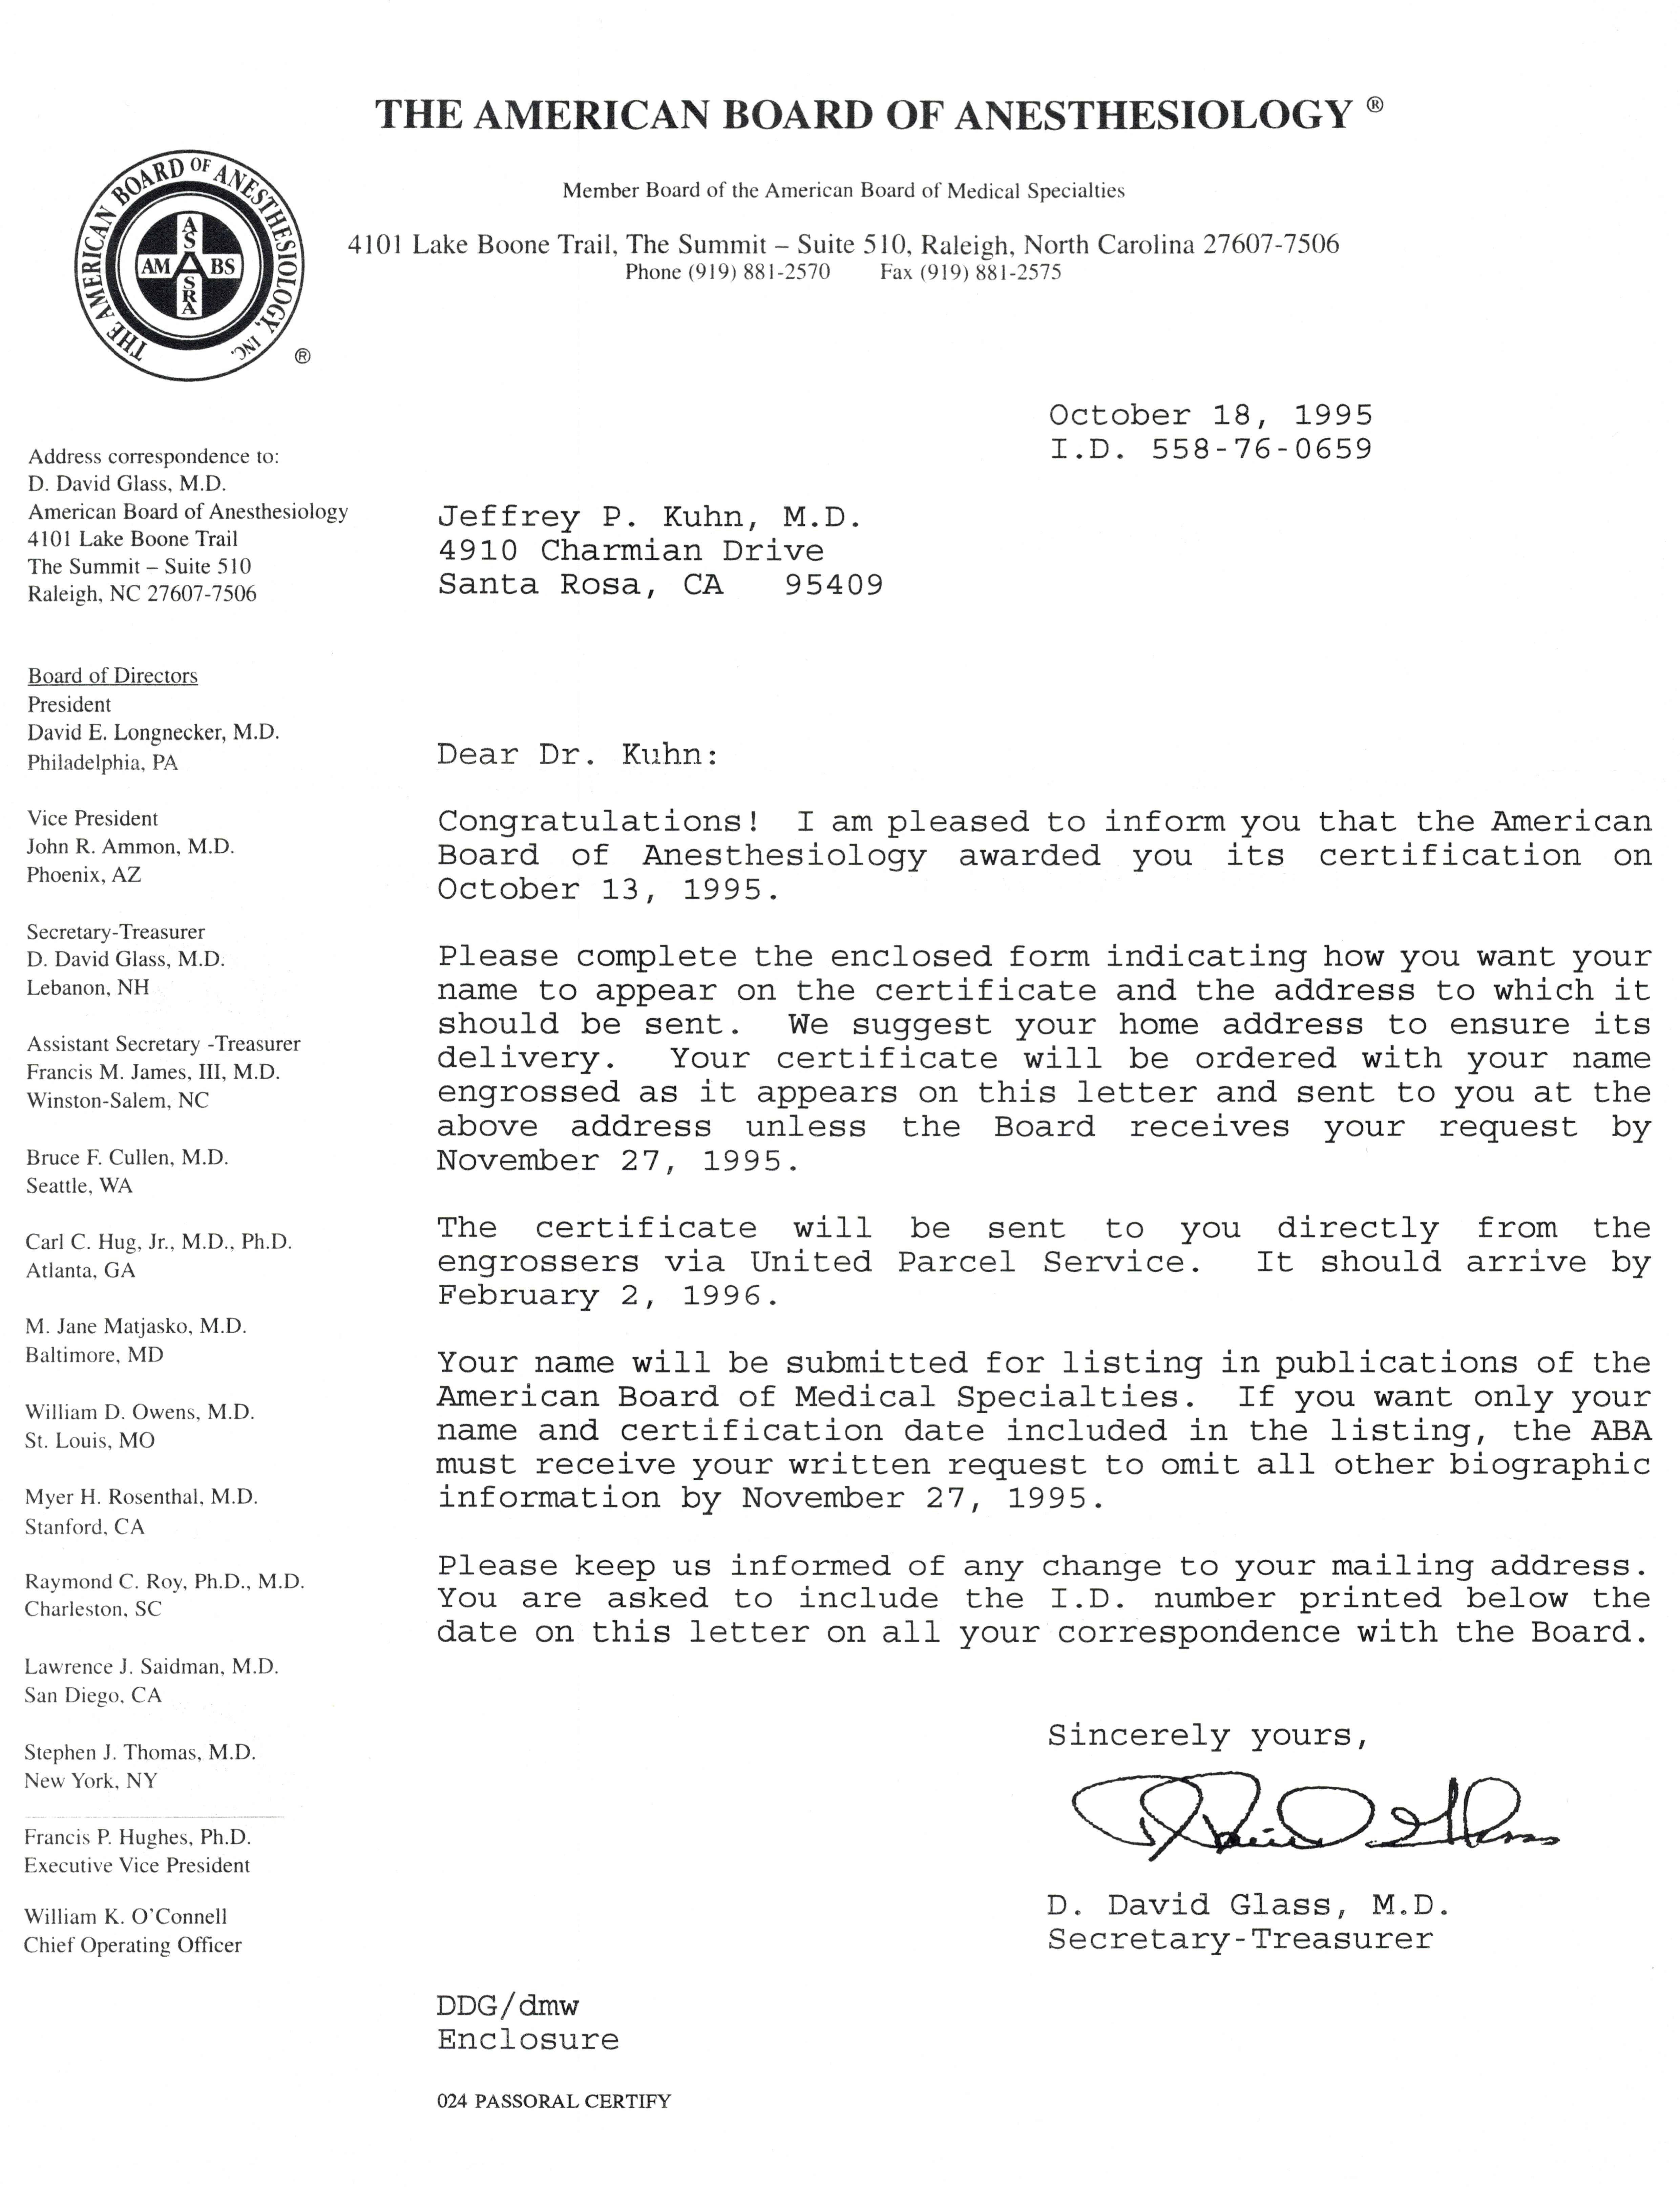 THE AMERICAN BOARD OF ANESTHESIOLOGY ®
Member Board of the American Board of Medical Specialties
4101 Lake Boone Trail, The Summit – Suite 510, Raleigh, North Carolina 27607-7506
Phone (919) 881-2570 Fax (919) 881-2575
THE AMERICAN BOARD OF ANESTHESIOLOGY, INC.
ASA
AM A BS
SRA
®
October 18, 1995
I.D. 558-76-0659
Address correspondence to:
D. David Glass, M.D.
American Board of Anesthesiology
4101 Lake Boone Trail
The Summit – Suite 510
Raleigh, NC 27607-7506
Board of Directors
President
David E. Longnecker, M.D.
Philadelphia, PA
Vice President
John R. Ammon, M.D.
Phoenix, AZ
Secretary-Treasurer
D. David Glass, M.D.
Lebanon, NH
Assistant Secretary -Treasurer
Francis M. James, III, M.D.
Winston-Salem, NC
Bruce F. Cullen, M.D.
Seattle, WA
Carl C. Hug, Jr., M.D., Ph.D.
Atlanta, GA
M. Jane Matjasko, M.D.
Baltimore, MD
William D. Owens, M.D.
St. Louis, MO
Myer H. Rosenthal, M.D.
Stanford, CA
Raymond C. Roy, Ph.D., M.D.
Charleston, SC
Lawrence J. Saidman, M.D.
San Diego, CA
Stephen J. Thomas, M.D.
New York, NY
Francis P. Hughes, Ph.D.
Executive Vice President
William K. O'Connell
Chief Operating Officer
Jeffrey P. Kuhn, M.D.
4910 Charmian Drive
Santa Rosa, CA 95409
Dear Dr. Kuhn:
Congratulations! I am pleased to inform you that the American
Board of Anesthesiology awarded you its certification on
October 13, 1995.
Please complete the enclosed form indicating how you want your
name to appear on the certificate and the address to which it
should be sent. We suggest your home address to ensure its
delivery. Your certificate will be ordered with your name
engrossed as it appears on this letter and sent to you at the
above address unless the Board receives your request by
November 27, 1995.
The certificate will be sent to you directly from the
engrossers via United Parcel Service. It should arrive by
February 2, 1996.
Your name will be submitted for listing in publications of the
American Board of Medical Specialties. If you want only your
name and certification date included in the listing, the ABA
must receive your written request to omit all other biographic
information by November 27, 1995.
Please keep us informed of any change to your mailing address.
You are asked to include the I.D. number printed below the
date on this letter on all your correspondence with the Board.
Sincerely yours,
D David Glass
D. David Glass, M.D.
Secretary-Treasurer
DDG/dmw
Enclosure
024 PASSORAL CERTIFY